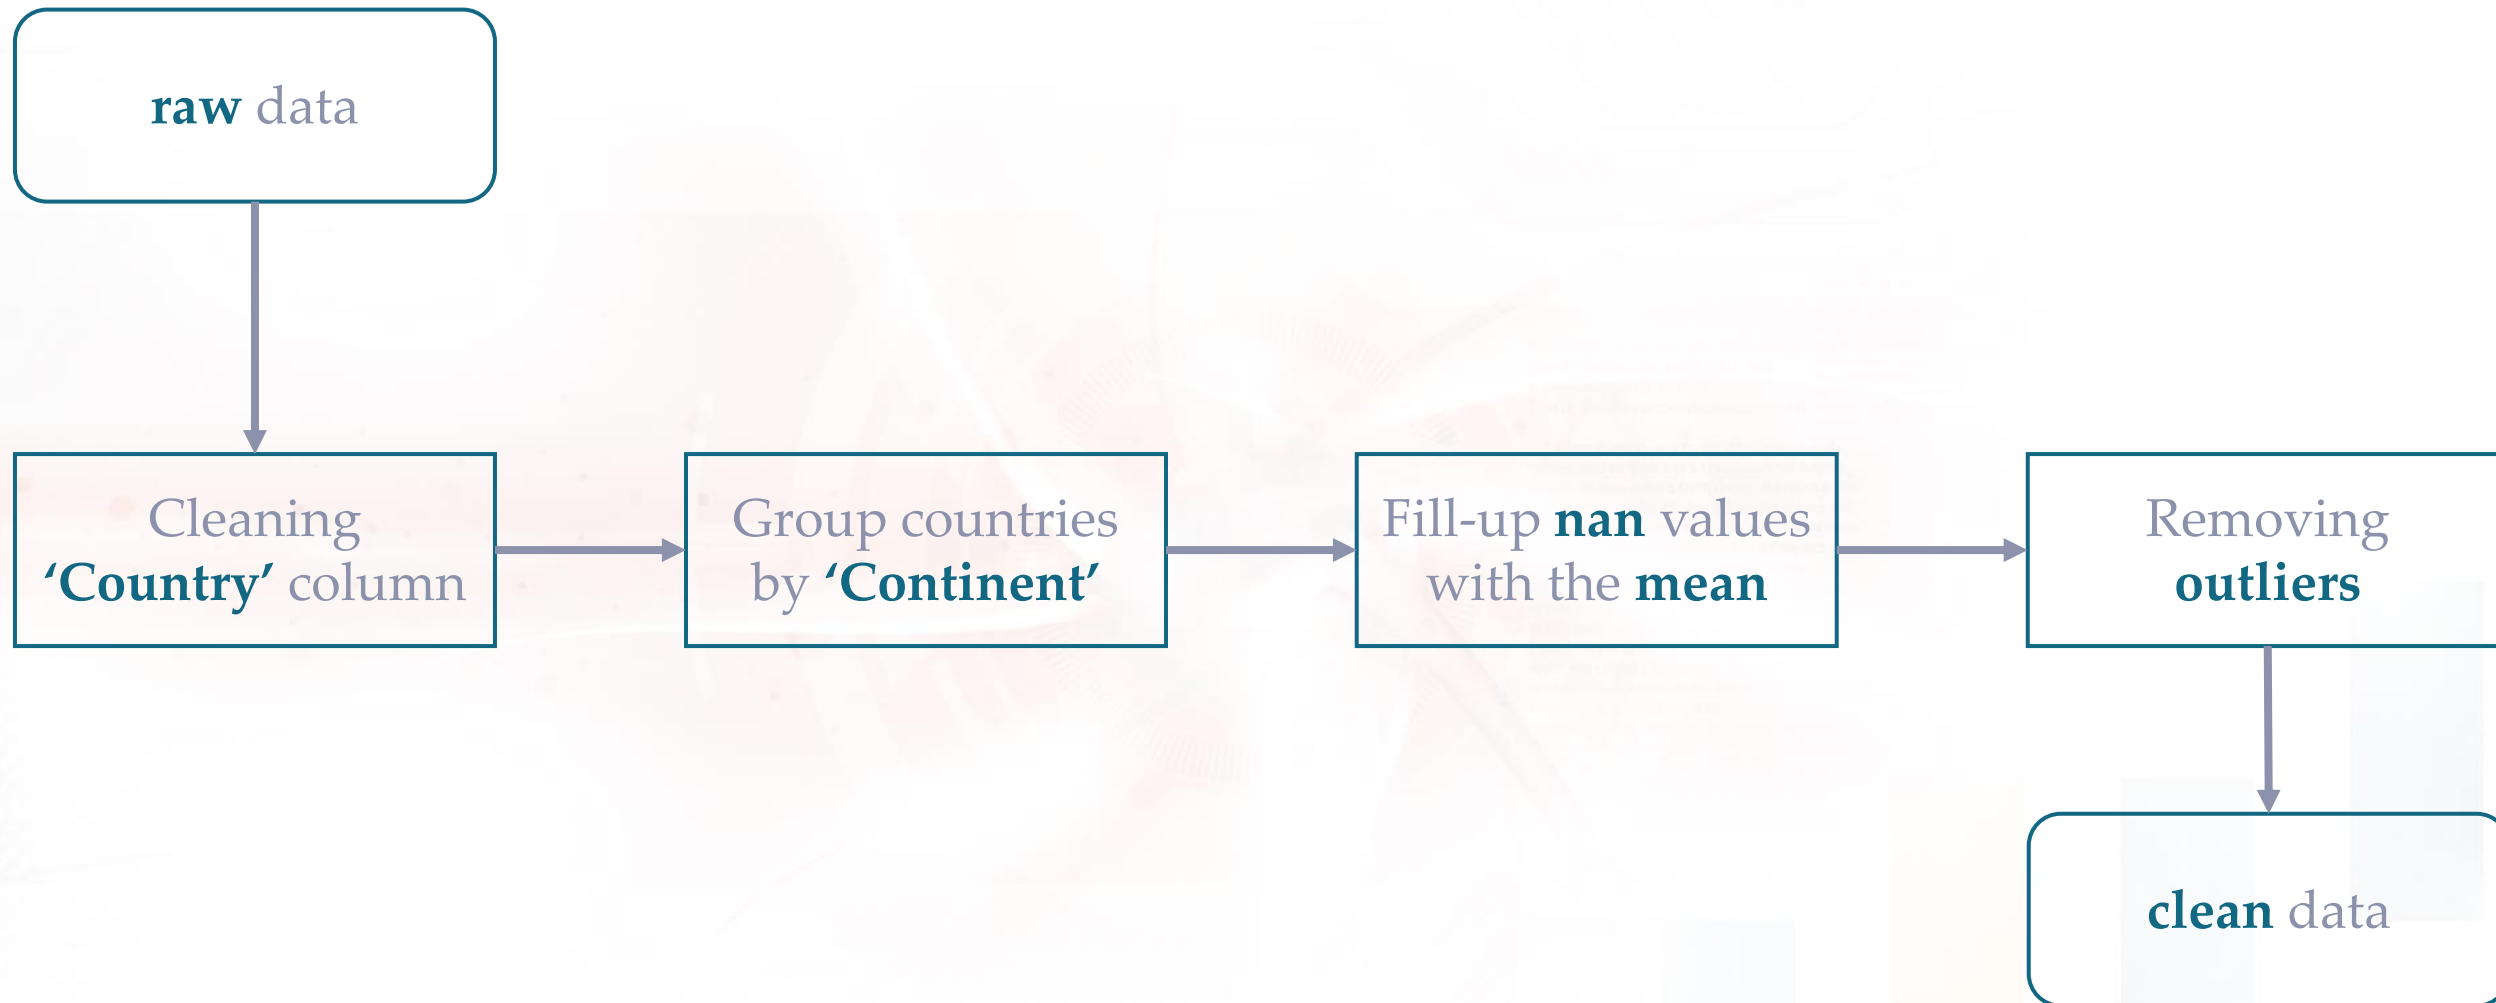 raw data
Cleaning
‘Country’ column
Group countries
by ‘Continent’
Fill-up nan values
with the mean
Removing
outliers
clean data